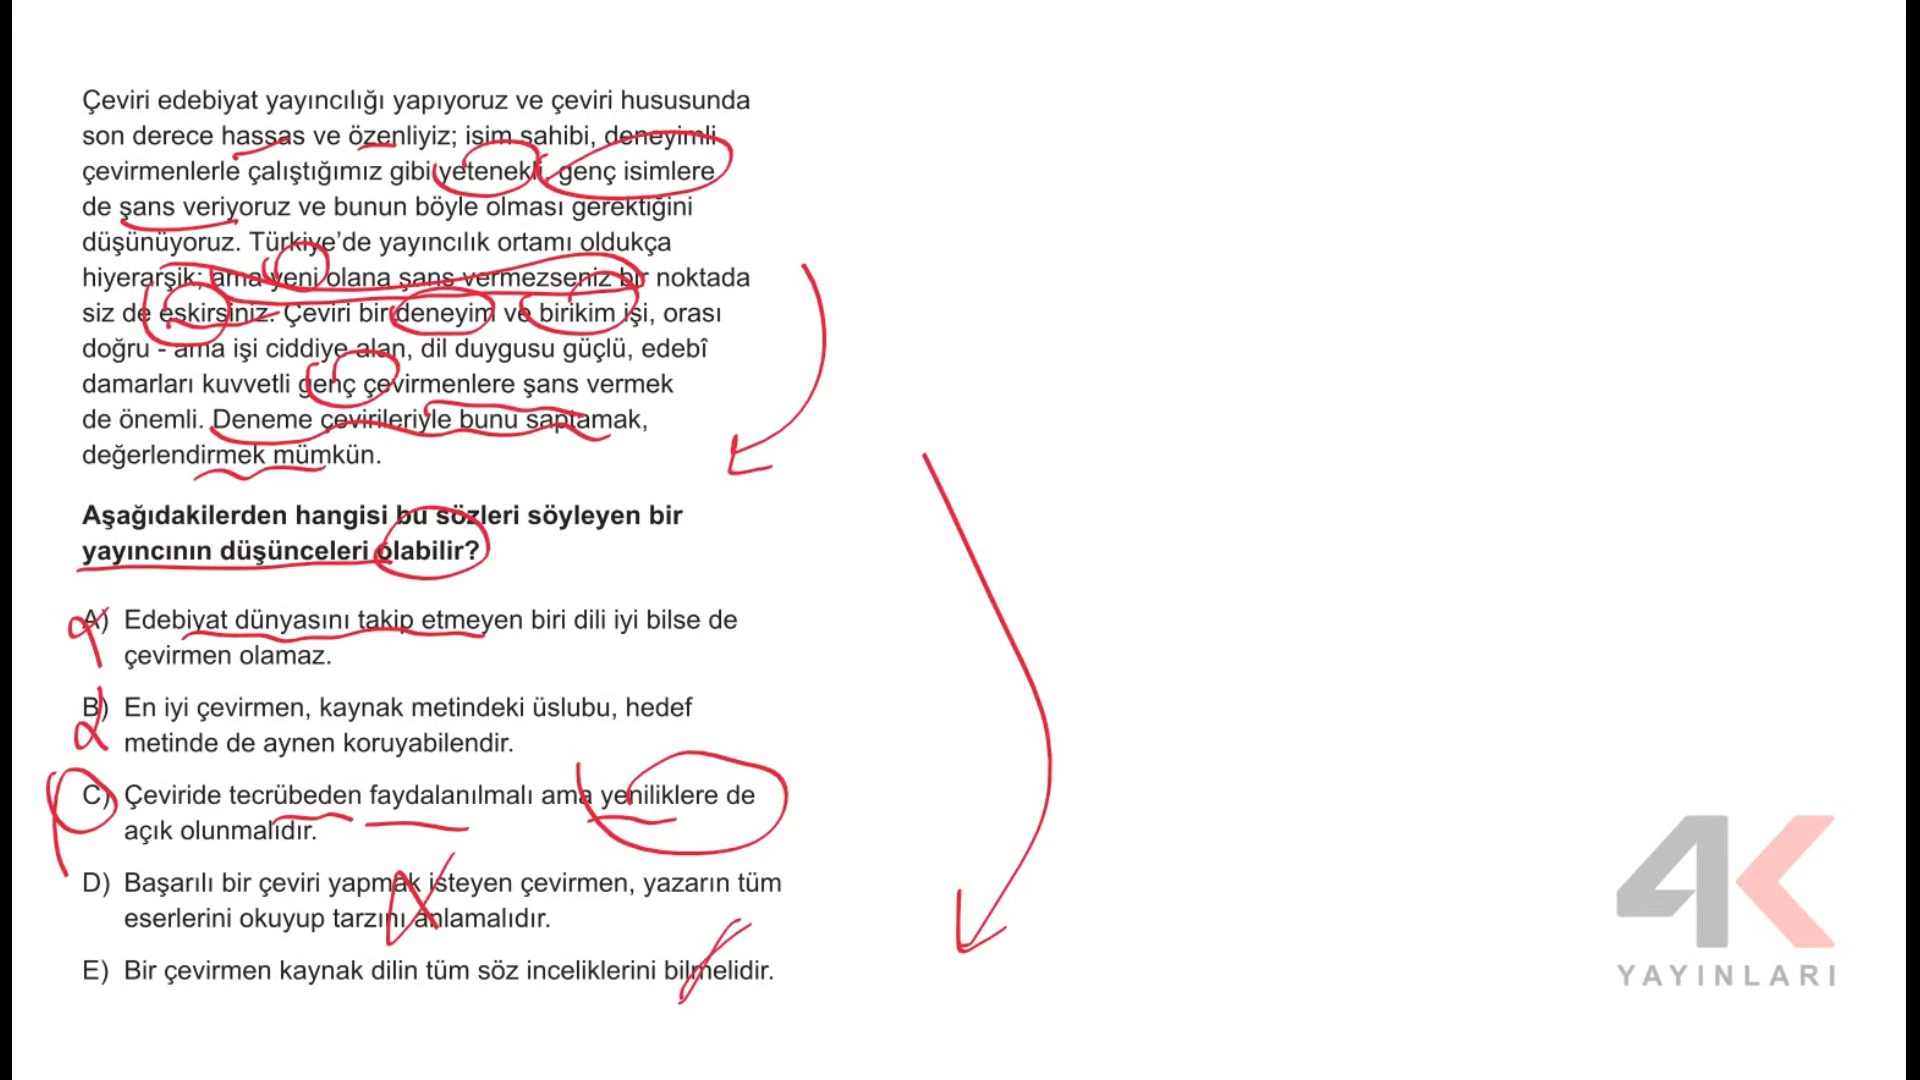 Çeviri edebiyat yayıncılığı yapıyoruz ve çeviri hususunda
son derece hassas ve özenliyiz; isim sahibi, deneyimli
çevirmenlerle çalıştığımız gibi yetenekli, genç isimlere
de şans veriyoruz ve bunun böyle olması gerektiğini
düşünüyoruz. Türkiye’de yayıncılık ortamı oldukça
hiyerarşik; ama yeni olana şans vermezseniz bir noktada
siz de eskirsiniz. Çeviri bir deneyim ve birikim işi, orası
doğru - ama işi ciddiye alan, dil duygusu güçlü, edebî
damarları kuvvetli genç çevirmenlere şans vermek
de önemli. Deneme çevirileriyle bunu saptamak,
değerlendirmek mümkün.
Aşağıdakilerden hangisi bu sözleri söyleyen bir
yayıncının düşünceleri olabilir?
A) Edebiyat dünyasını takip etmeyen biri dili iyi bilse de
çevirmen olamaz.
B) En iyi çevirmen, kaynak metindeki üslubu, hedef
metinde de aynen koruyabilendir.
C) Çeviride tecrübeden faydalanılmalı ama yeniliklere de
açık olunmalıdır.
D) Başarılı bir çeviri yapmak isteyen çevirmen, yazarın tüm
eserlerini okuyup tarzını anlamalıdır.
E) Bir çevirmen kaynak dilin tüm söz inceliklerini bilmelidir.
4K
YAYINLARI